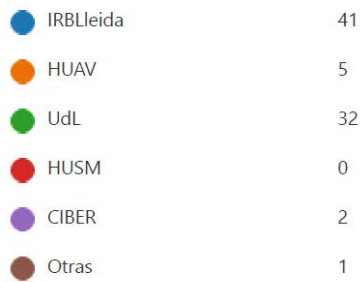 IRBLleida 41
HUAV 5
UdL 32
HUSM 0
CIBER 2
Otras 1